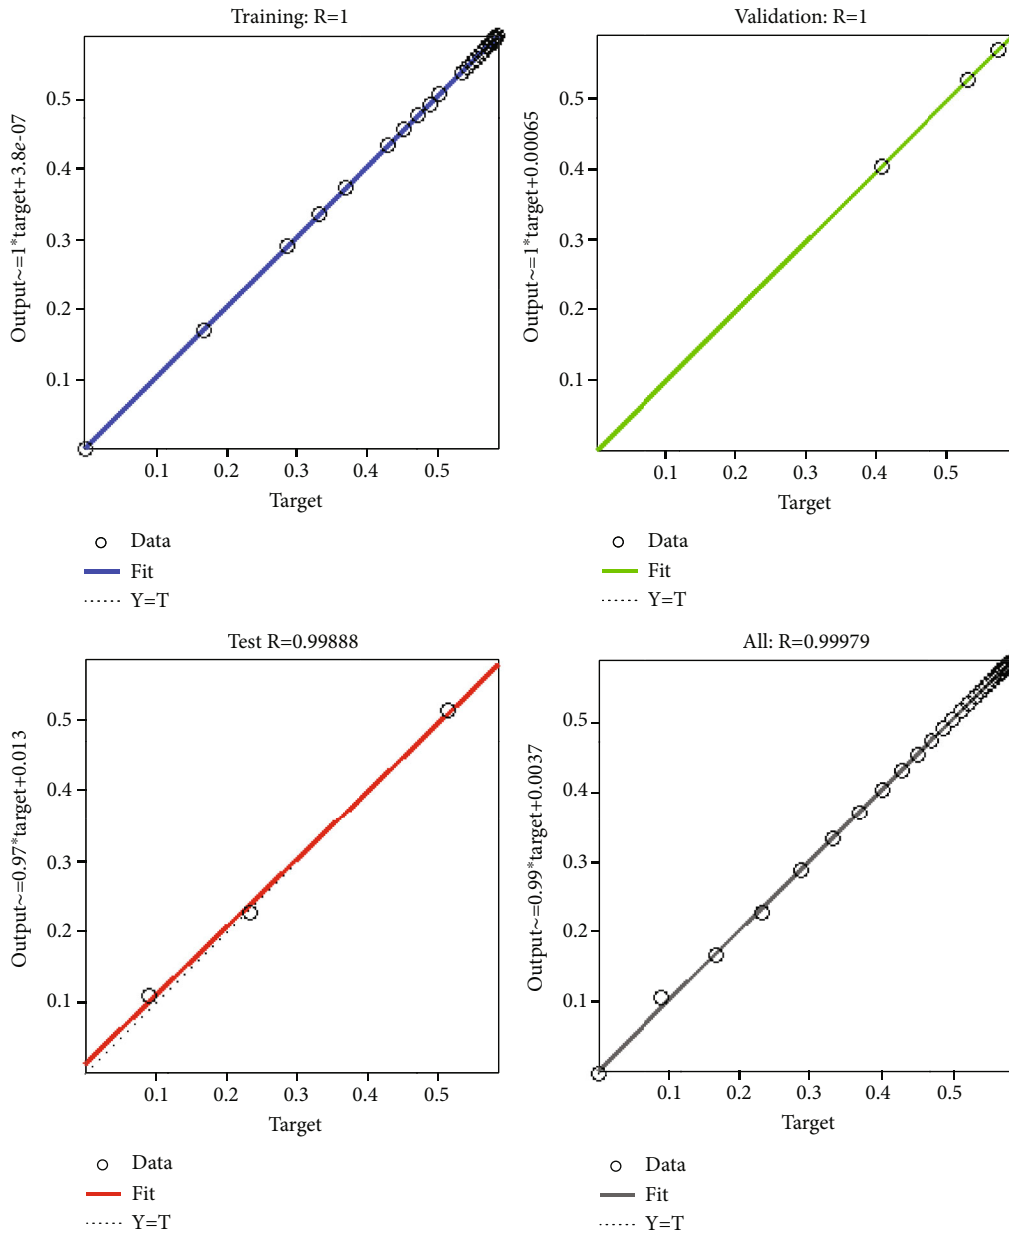 Training: R=1
Output~=1*target+3.8e-07
0.5
0.4
0.3
0.2
0.1
0.1 0.2 0.3 0.4 0.5
Target
Data
Fit
Y=T
Validation: R=1
Output~=1*target+0.00065
0.5
0.4
0.3
0.2
0.1
0.1 0.2 0.3 0.4 0.5
Target
Data
Fit
Y=T
Test R=0.99888
Output~=0.97*target+0.013
0.5
0.4
0.3
0.2
0.1
0.1 0.2 0.3 0.4 0.5
Target
Data
Fit
Y=T
All: R=0.99979
Output~=0.99*target+0.0037
0.5
0.4
0.3
0.2
0.1
0.1 0.2 0.3 0.4 0.5
Target
Data
Fit
Y=T